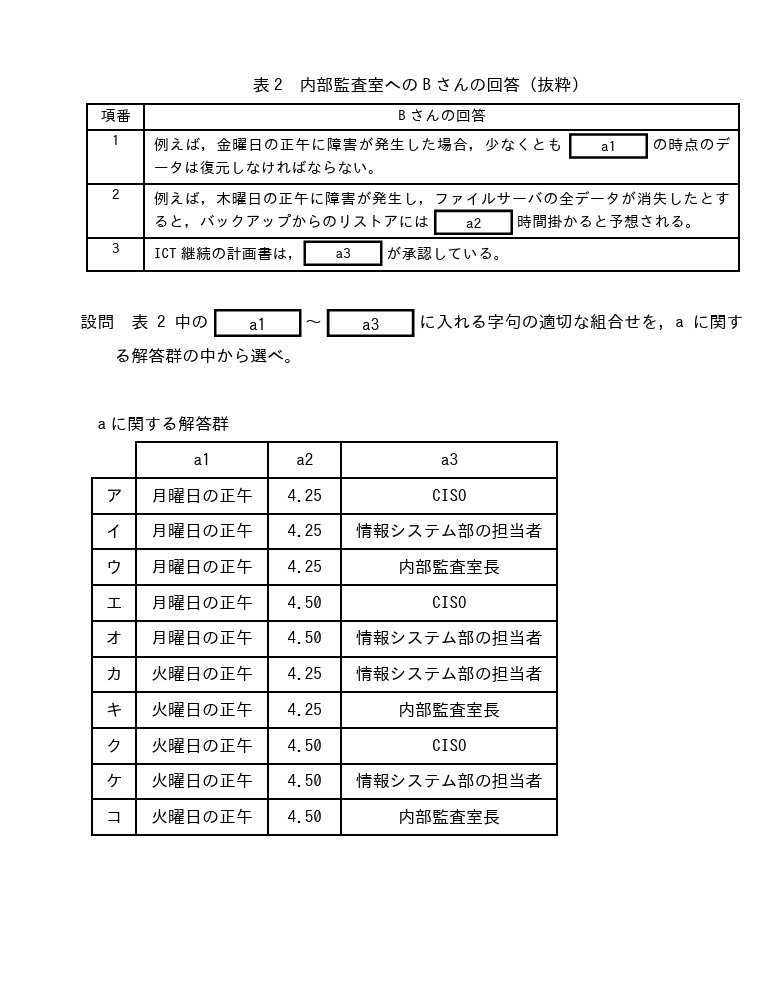 表2　内部監査室へのBさんの回答（抜粋）
項番 Bさんの回答
1 例えば，金曜日の正午に障害が発生した場合，少なくとも a1 の時点のデ
ータは復元しなければならない。
2 例えば，木曜日の正午に障害が発生し，ファイルサーバの全データが消失したとす
ると，バックアップからのリストアには a2 時間掛かると予想される。
3 ICT継続の計画書は， a3 が承認している。
設問　表 2 中の a1 ～ a3 に入れる字句の適切な組合せを，a に関す
る解答群の中から選べ。
aに関する解答群
a1 a2 a3
ア 月曜日の正午 4.25 CISO
イ 月曜日の正午 4.25 情報システム部の担当者
ウ 月曜日の正午 4.25 内部監査室長
エ 月曜日の正午 4.50 CISO
オ 月曜日の正午 4.50 情報システム部の担当者
カ 火曜日の正午 4.25 情報システム部の担当者
キ 火曜日の正午 4.25 内部監査室長
ク 火曜日の正午 4.50 CISO
ケ 火曜日の正午 4.50 情報システム部の担当者
コ 火曜日の正午 4.50 内部監査室長